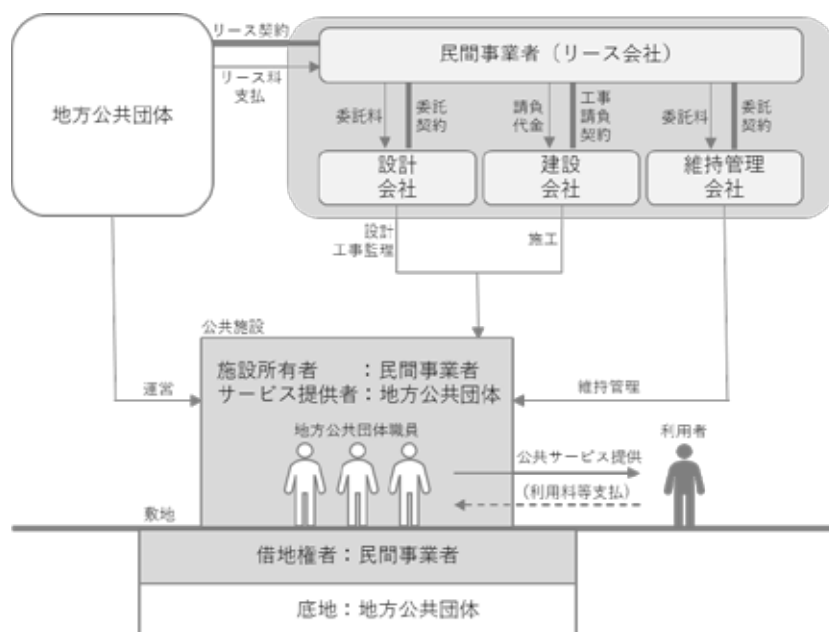 リース契約
民間事業者（リース会社）
リース料
支払
地方公共団体
委託料
委託
契約
請負
代金
工事
請負
契約
委託料
委託
契約
設計
会社
建設
会社
維持管理
会社
設計
工事監理
施工
公共施設
施設所有者　　：民間事業者
サービス提供者：地方公共団体
運営
維持管理
地方公共団体職員
利用者
公共サービス提供
(利用料等支払)
敷地
借地権者：民間事業者
底地：地方公共団体